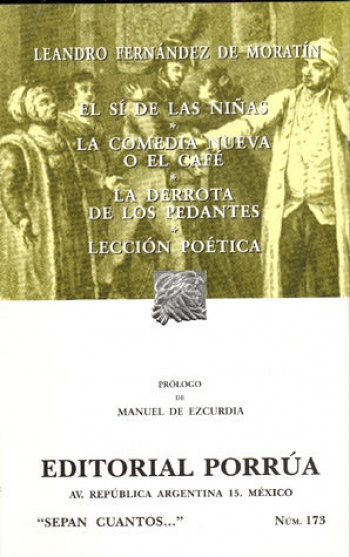 LEANDRO FERNÁNDEZ DE MORATÍN
EL SÍ DE LAS NIÑAS
*
LA COMEDIA NUEVA
O EL CAFÉ
*
LA DERROTA
DE LOS PEDANTES
*
LECCIÓN POÉTICA
PRÓLOGO
DE
MANUEL DE EZCURDIA
EDITORIAL PORRÚA
AV. REPÚBLICA ARGENTINA 15. MÉXICO
"SEPAN CUANTOS..." NÚM. 173